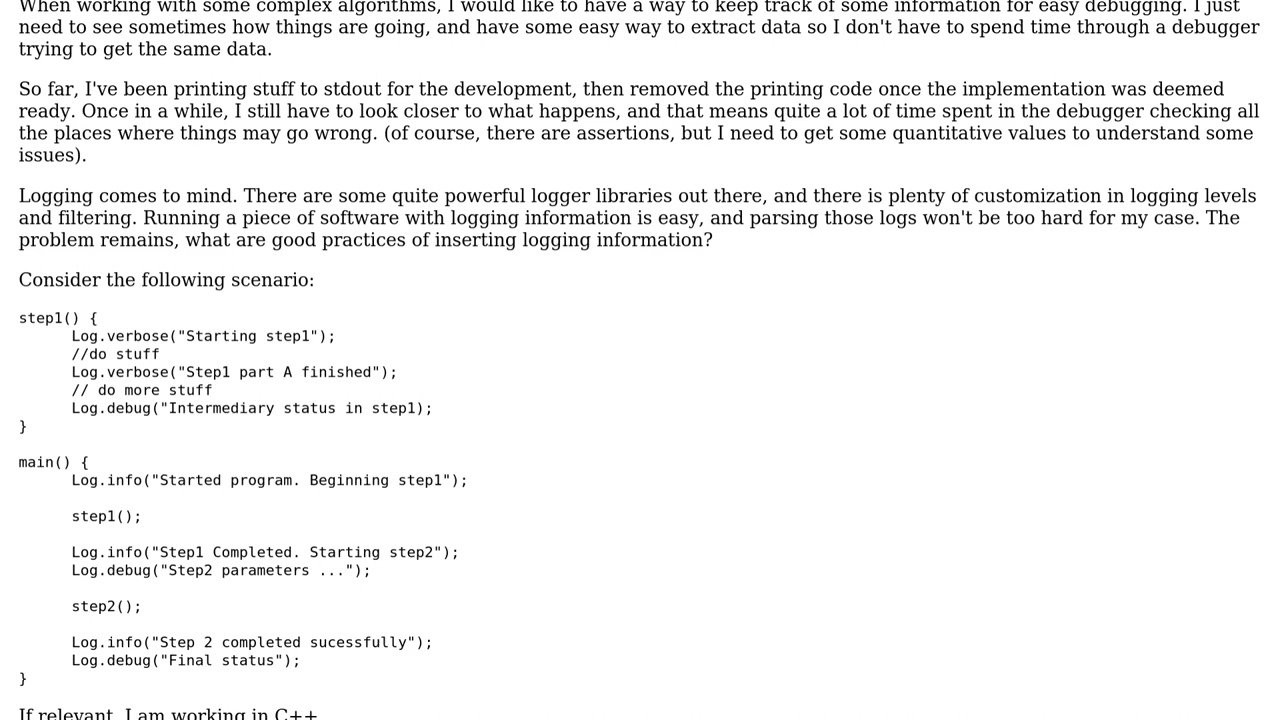 When working with some complex algorithms, I would like to have a way to keep track of some information for easy debugging. I just
need to see sometimes how things are going, and have some easy way to extract data so I don't have to spend time through a debugger
trying to get the same data.
So far, I've been printing stuff to stdout for the development, then removed the printing code once the implementation was deemed
ready. Once in a while, I still have to look closer to what happens, and that means quite a lot of time spent in the debugger checking all
the places where things may go wrong. (of course, there are assertions, but I need to get some quantitative values to understand some
issues).
Logging comes to mind. There are some quite powerful logger libraries out there, and there is plenty of customization in logging levels
and filtering. Running a piece of software with logging information is easy, and parsing those logs won't be too hard for my case. The
problem remains, what are good practices of inserting logging information?
Consider the following scenario:
step1() {
      Log.verbose("Starting step1");
      //do stuff
      Log.verbose("Step1 part A finished");
      // do more stuff
      Log.debug("Intermediary status in step1);
}
main() {
      Log.info("Started program. Beginning step1");
      step1();
      Log.info("Step1 Completed. Starting step2");
      Log.debug("Step2 parameters ...");
      step2();
      Log.info("Step 2 completed sucessfully");
      Log.debug("Final status");
}
If relevant, I am working in C++